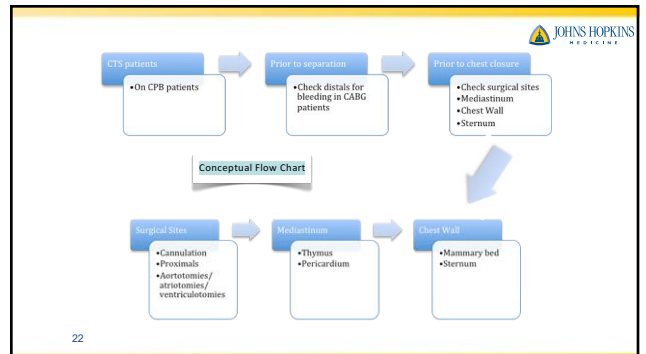 JOHNS HOPKINS
MEDICINE
CTS patients
•On CPB patients
Prior to separation
•Check distals for
bleeding in CABG
patients
Prior to chest closure
•Check surgical sites
•Mediastinum
•Chest Wall
•Sternum
Conceptual Flow Chart
Surgical Sites
•Cannulation
•Proximals
•Aortotomies/
atriotomies/
ventriculotomies
Mediastinum
•Thymus
•Pericardium
Chest Wall
•Mammary bed
•Sternum
22